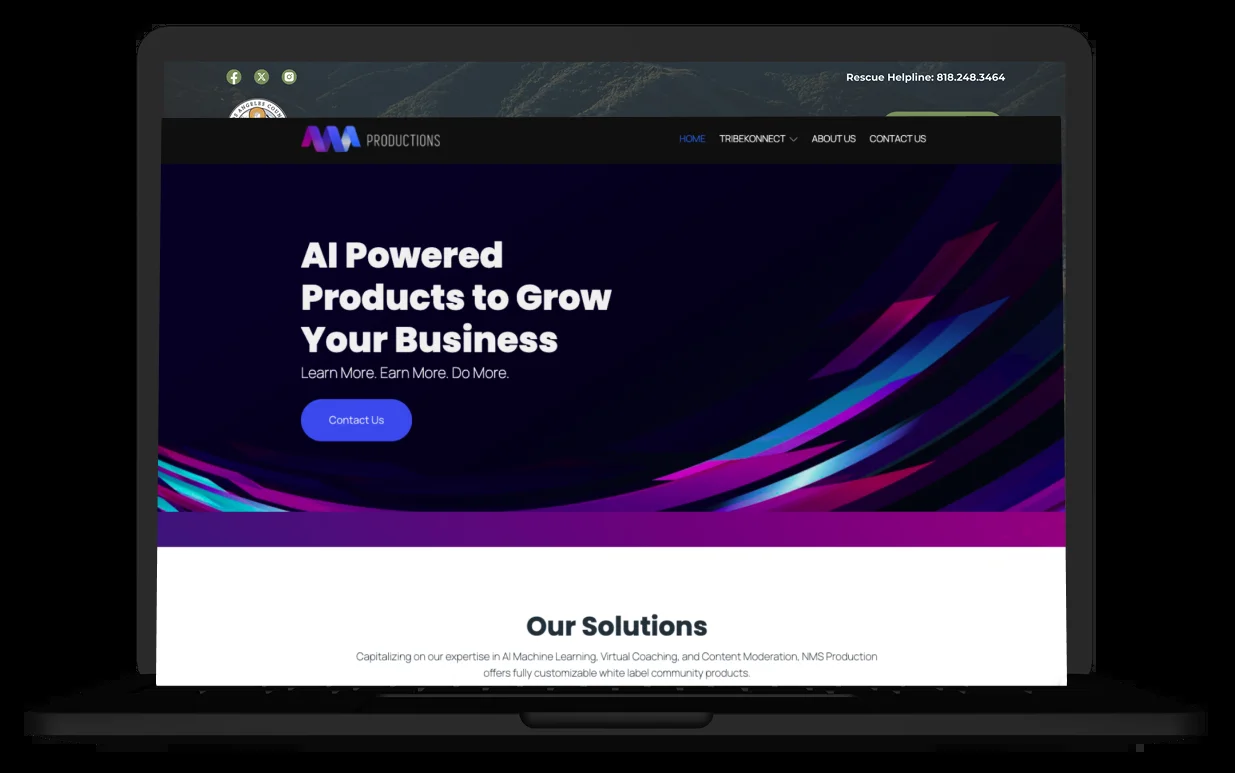 Rescue Helpline: 818.248.3464
PRODUCTIONS
HOME TRIBEKONNECT ABOUT US CONTACT US
AI Powered
Products to Grow
Your Business
Learn More. Earn More. Do More.
Contact Us
Our Solutions
Capitalizing on our expertise in AI Machine Learning, Virtual Coaching, and Content Moderation, NMS Production
offers fully customizable white label community products.